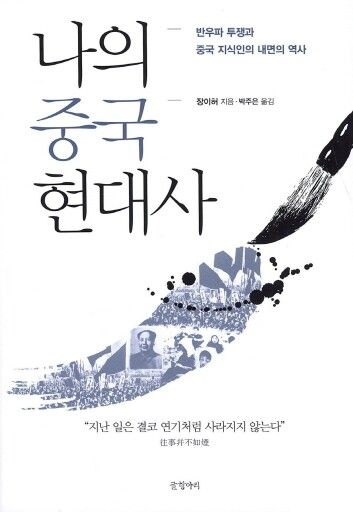 나의
중국
현대사
반우파 투쟁과
중국 지식인의 내면의 역사
장이허 지음·박주은 옮김
“지난 일은 결코 연기처럼 사라지지 않는다”
往事并不如煙
글항아리